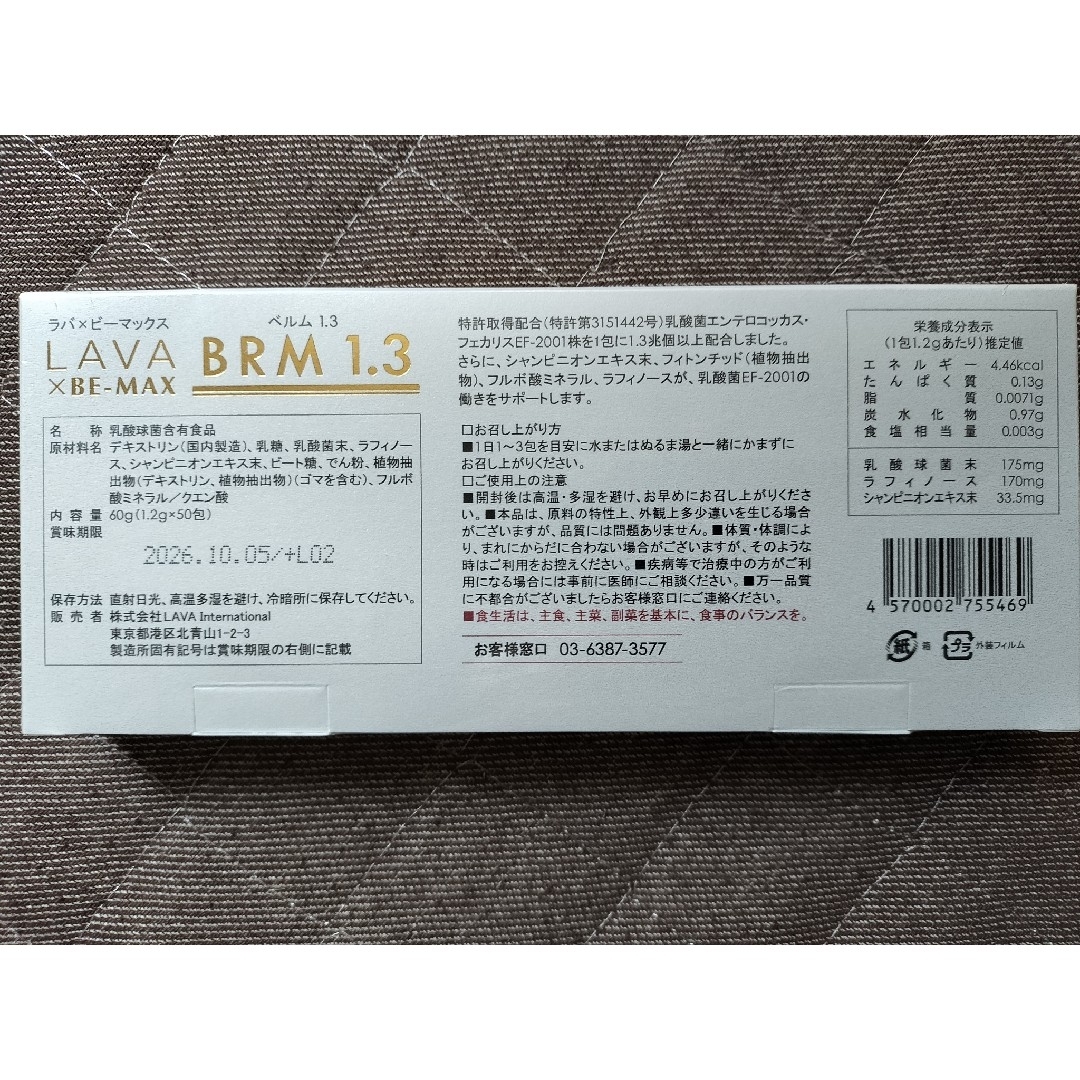 ラバ×ビーマックス
LAVA
×BE-MAX
ベルム 1.3
BRM 1.3
名 称 乳酸球菌含有食品
原材料名 デキストリン(国内製造)、乳糖、乳酸菌末、ラフィノー
ス、シャンピニオンエキス末、ビート糖、でん粉、植物抽
出物(デキストリン、植物抽出物)(ゴマを含む)、フルボ
酸ミネラル／クエン酸
内 容 量 60g(1.2g×50包)
賞味期限
2026.10.05/+L02
保存方法 直射日光、高温多湿を避け、冷暗所に保存してください。
販 売 者 株式会社LAVA International
東京都港区北青山1-2-3
製造所固有記号は賞味期限の右側に記載
特許取得配合(特許第3151442号)乳酸菌エンテロコッカス・
フェカリスEF-2001株を1包に1.3兆個以上配合しました。
さらに、シャンピニオンエキス末、フィトンチッド(植物抽出
物)、フルボ酸ミネラル、ラフィノースが、乳酸菌EF-2001の
働きをサポートします。
□お召し上がり方
■1日1〜3包を目安に水またはぬるま湯と一緒にかまずに
お召し上がりください。
□ご使用上の注意
■開封後は高温・多湿を避け、お早めにお召し上がりくださ
い。■本品は、原料の特性上、外観上多少違いを生じる場合
がございますが、品質には問題ありません。■体質・体調によ
り、まれにからだに合わない場合がございますが、そのような
時はご利用をお控えください。■疾病等で治療中の方がご利
用になる場合には事前に医師にご相談ください。■万一品質
に不都合がございましたらお客様窓口にご連絡ください。
■食生活は、主食、主菜、副菜を基本に、食事のバランスを。
お客様窓口 03-6387-3577
栄養成分表示
(1包1.2gあたり)推定値
エネルギー 4.46kcal
たんぱく質 0.13g
脂質 0.0071g
炭水化物 0.97g
食塩相当量 0.003g
乳酸球菌末 175mg
ラフィノース 170mg
シャンピニオンエキス末 33.5mg
4 570002 755469
紙 箱 プラ 外装フィルム